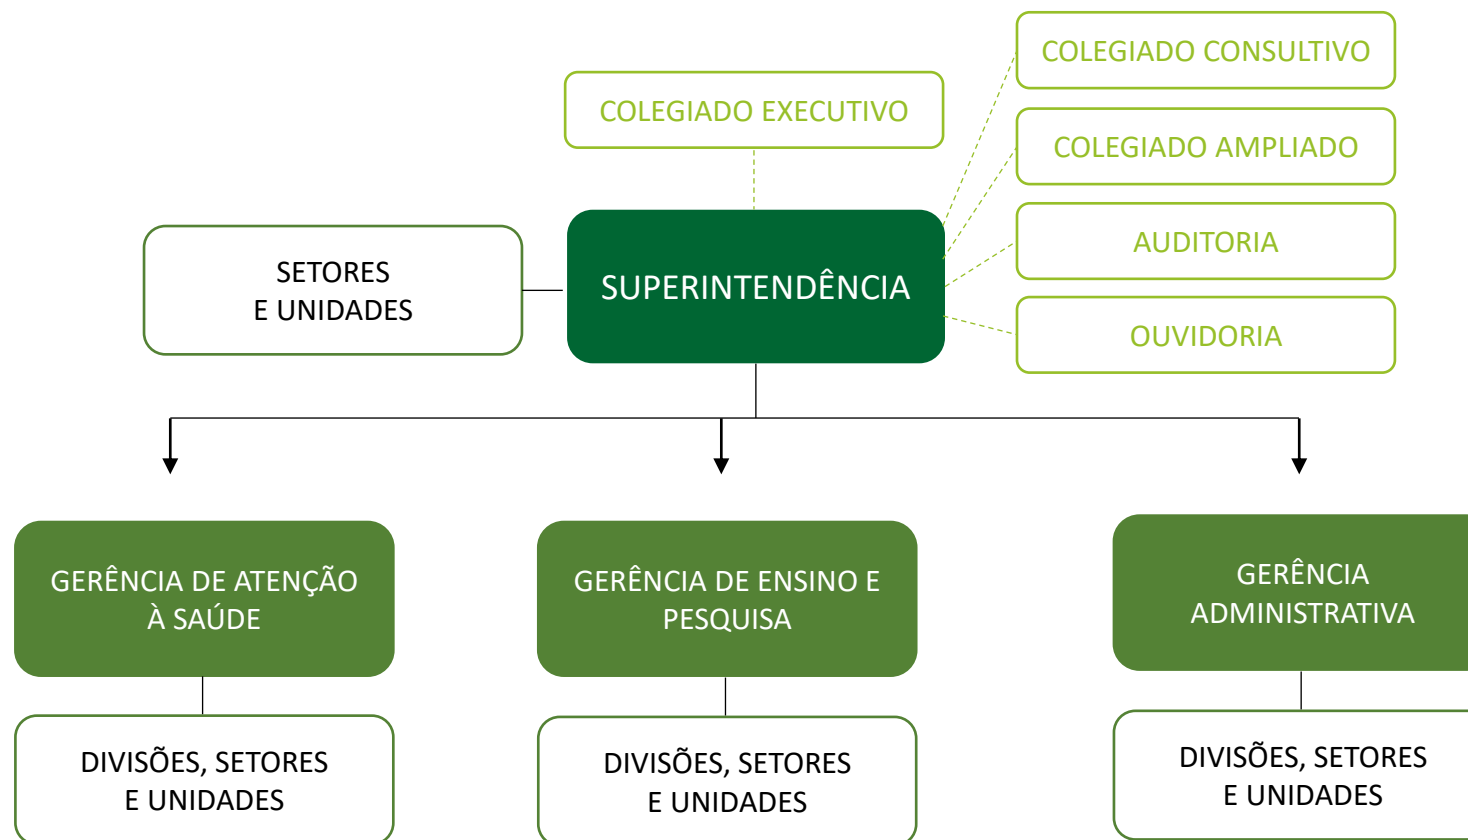 COLEGIADO CONSULTIVO
COLEGIADO EXECUTIVO
COLEGIADO AMPLIADO
AUDITORIA
OUVIDORIA
SETORES
E UNIDADES
SUPERINTENDÊNCIA
GERÊNCIA DE ATENÇÃO
À SAÚDE
GERÊNCIA DE ENSINO E
PESQUISA
GERÊNCIA
ADMINISTRATIVA
DIVISÕES, SETORES
E UNIDADES
DIVISÕES, SETORES
E UNIDADES
DIVISÕES, SETORES
E UNIDADES